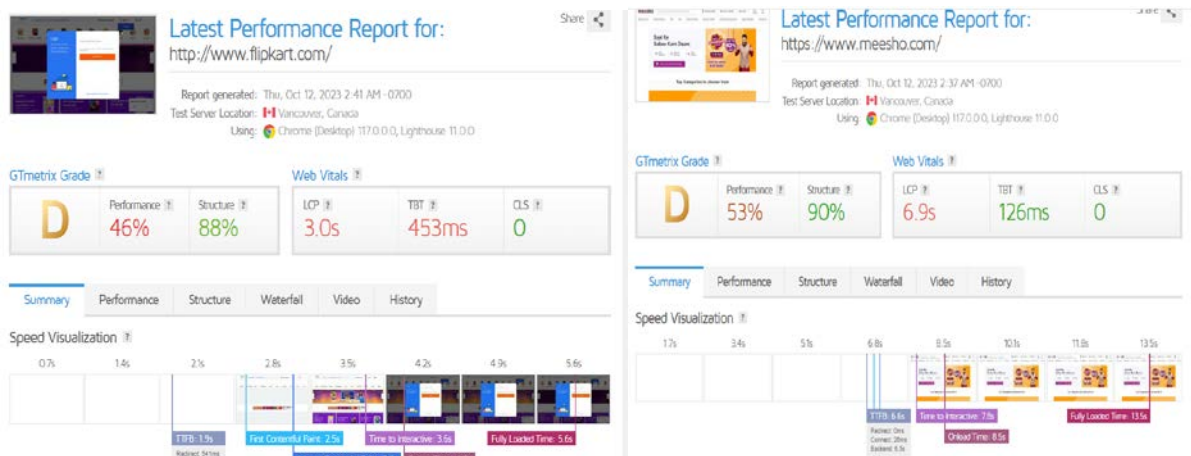 Latest Performance Report for:
Share
http://www.flipkart.com/
Report generated: Thu, Oct 12, 2023 2:41 AM -0700
Test Server Location: Vancouver, Canada
Using: Chrome (Desktop) 117.0.0.0, Lighthouse 11.0.0
GTmetrix Grade ?
Web Vitals ?
D
Performance ?
46%
Structure ?
88%
LCP ?
3.0s
TBT ?
453ms
CLS ?
0
Summary
Performance
Structure
Waterfall
Video
History
Speed Visualization ?
0.7s 1.4s 2.1s 2.8s 3.5s 4.2s 4.9s 5.6s
TTFB: 1.9s
First Contentful Paint: 2.5s
Time to Interactive: 3.6s
Fully Loaded Time: 5.6s
Redirect: 541ms
Latest Performance Report for:
https://www.meesho.com/
Report generated: Thu, Oct 12, 2023 2:37 AM -0700
Test Server Location: Vancouver, Canada
Using: Chrome (Desktop) 117.0.0.0, Lighthouse 11.0.0
GTmetrix Grade ?
Web Vitals ?
D
Performance ?
53%
Structure ?
90%
LCP ?
6.9s
TBT ?
126ms
CLS ?
0
Summary
Performance
Structure
Waterfall
Video
History
Speed Visualization ?
1.7s 3.4s 5.1s 6.8s 8.5s 10.1s 11.8s 13.5s
TTFB: 6.6s
Time to Interactive: 7.8s
Fully Loaded Time: 13.5s
Redirect: 0ms
Connect: 20ms
Backend: 6.5s
Onload Time: 8.5s